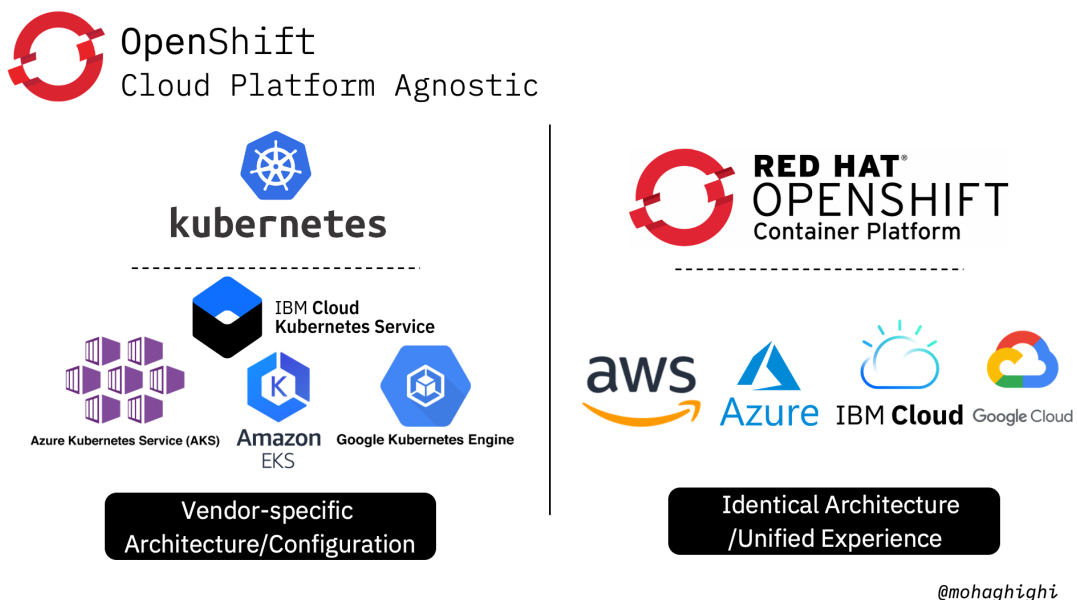 OpenShift
Cloud Platform Agnostic
kubernetes
IBM Cloud
Kubernetes Service
Azure Kubernetes Service (AKS)
Amazon
EKS
K
Google Kubernetes Engine
Vendor-specific
Architecture/Configuration
RED HAT®
OPENSHIFT
Container Platform
aws
Azure
IBM Cloud
Google Cloud
Identical Architecture
/Unified Experience
@mohaghighi